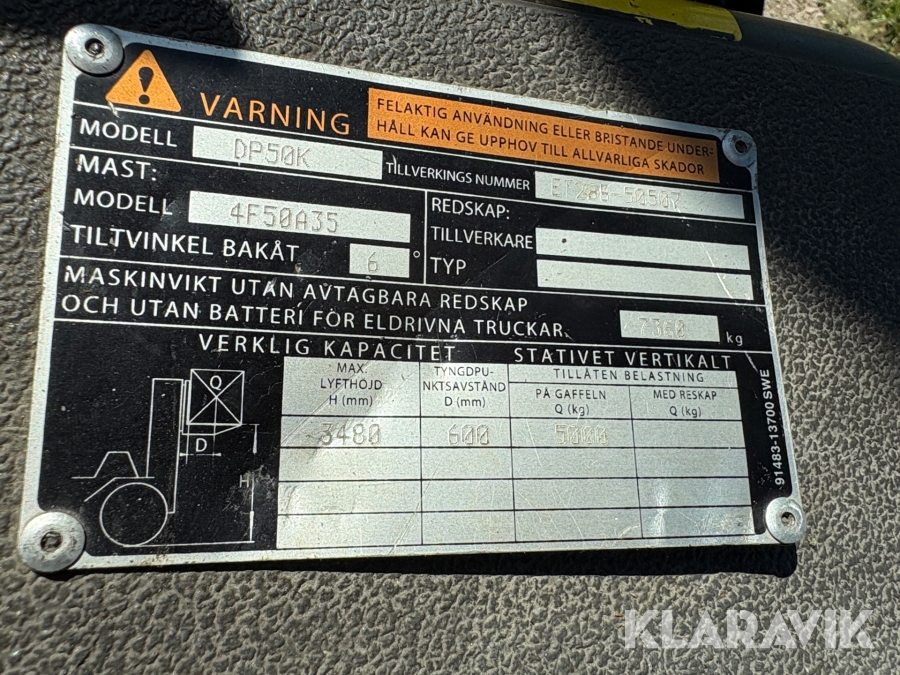 VARNING
FELAKTIG ANVÄNDNING ELLER BRISTANDE UNDER-
HÅLL KAN GE UPPHOV TILL ALLVARLIGA SKADOR
MODELL DP50K
TILLVERKINGS NUMMER
MAST:
MODELL 4F50A35
TILTVINKEL BAKÅT 6°
REDSKAP:
TILLVERKARE
TYP
MASKINVIKT UTAN AVTAGBARA REDSKAP
OCH UTAN BATTERI FÖR ELDRIVNA TRUCKAR. 7360 kg
VERKLIG KAPACITET STATIVET VERTIKALT
MAX.
LYFTHÖJD
H (mm)
TYNGDPU-
NKTSAVSTÅND
D (mm)
TILLÅTEN BELASTNING
PÅ GAFFELN
Q (kg)
MED RESKAP
Q (kg)
3480 600 5000
Q
D
H
91483-13700 SWE
KLARAVIK